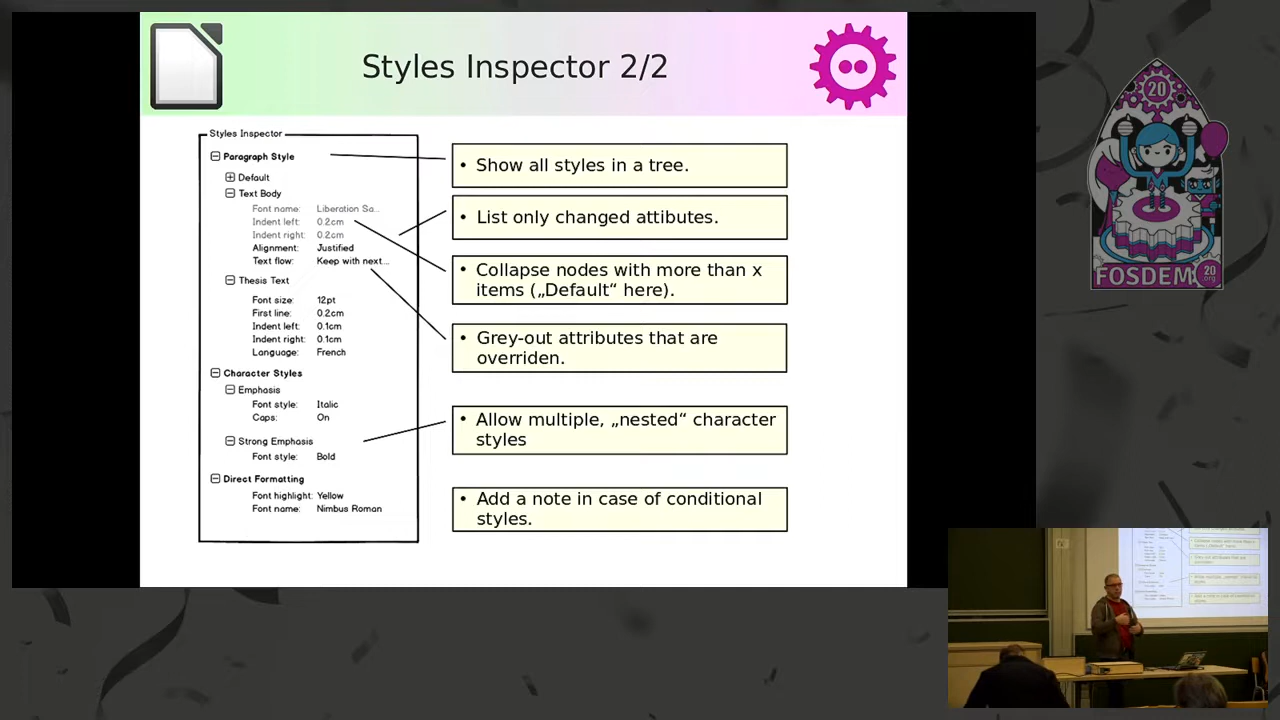 Styles Inspector 2/2
Styles Inspector
Paragraph Style
Default
Text Body
Font name: Liberation Sa...
Indent left: 0.2cm
Indent right: 0.2cm
Alignment: Justified
Text flow: Keep with next...
Thesis Text
Font size: 12pt
First line: 0.2cm
Indent left: 0.1cm
Indent right: 0.1cm
Language: French
Character Styles
Emphasis
Font style: Italic
Caps: On
Strong Emphasis
Font style: Bold
Direct Formatting
Font highlight: Yellow
Font name: Nimbus Roman
• Show all styles in a tree.
• List only changed attibutes.
• Collapse nodes with more than x
items („Default“ here).
• Grey-out attributes that are
overriden.
• Allow multiple, „nested“ character
styles
• Add a note in case of conditional
styles.
20
FOSDEM
20
.org